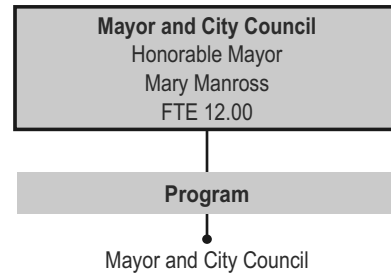 Mayor and City Council
Honorable Mayor
Mary Manross
FTE 12.00
Program
Mayor and City Council